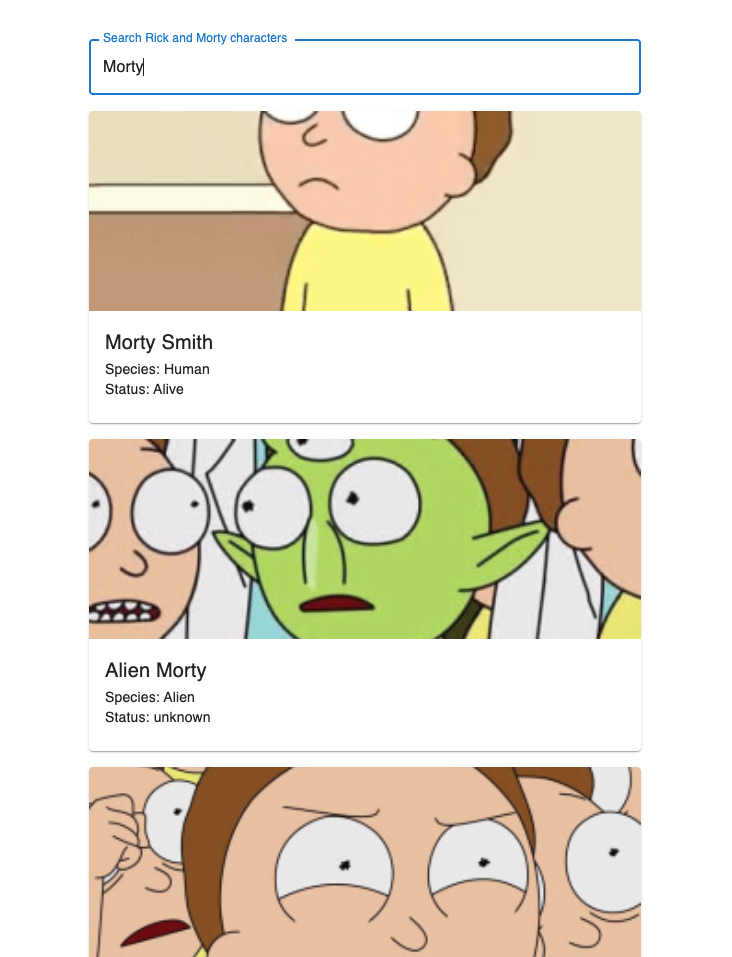 Search Rick and Morty characters
Morty
Morty Smith
Species: Human
Status: Alive
Alien Morty
Species: Alien
Status: unknown